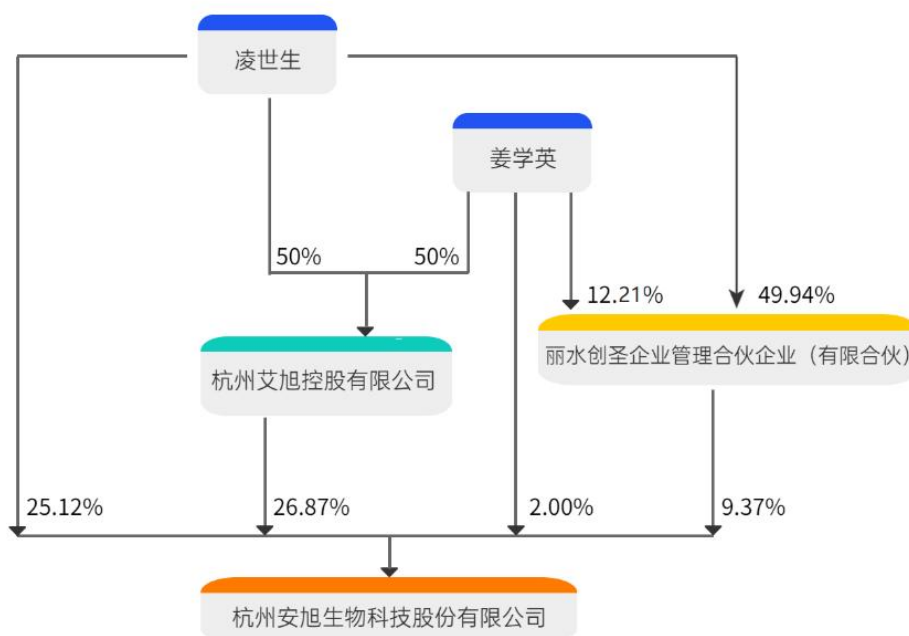 凌世生
姜学英
50%
50%
12.21%
49.94%
杭州艾旭控股有限公司
丽水创圣企业管理合伙企业（有限合伙）
25.12%
26.87%
2.00%
9.37%
杭州安旭生物科技股份有限公司